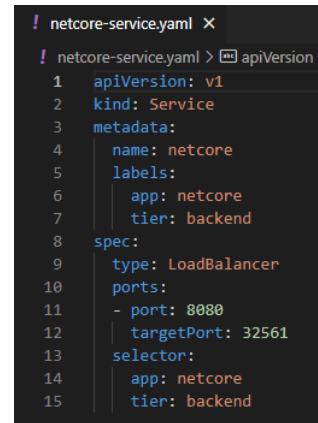 ! netcore-service.yaml ×
! netcore-service.yaml > abc apiVersion
1 apiVersion: v1
2 kind: Service
3 metadata:
4   name: netcore
5   labels:
6     app: netcore
7     tier: backend
8 spec:
9   type: LoadBalancer
10   ports:
11   - port: 8080
12     targetPort: 32561
13   selector:
14     app: netcore
15     tier: backend